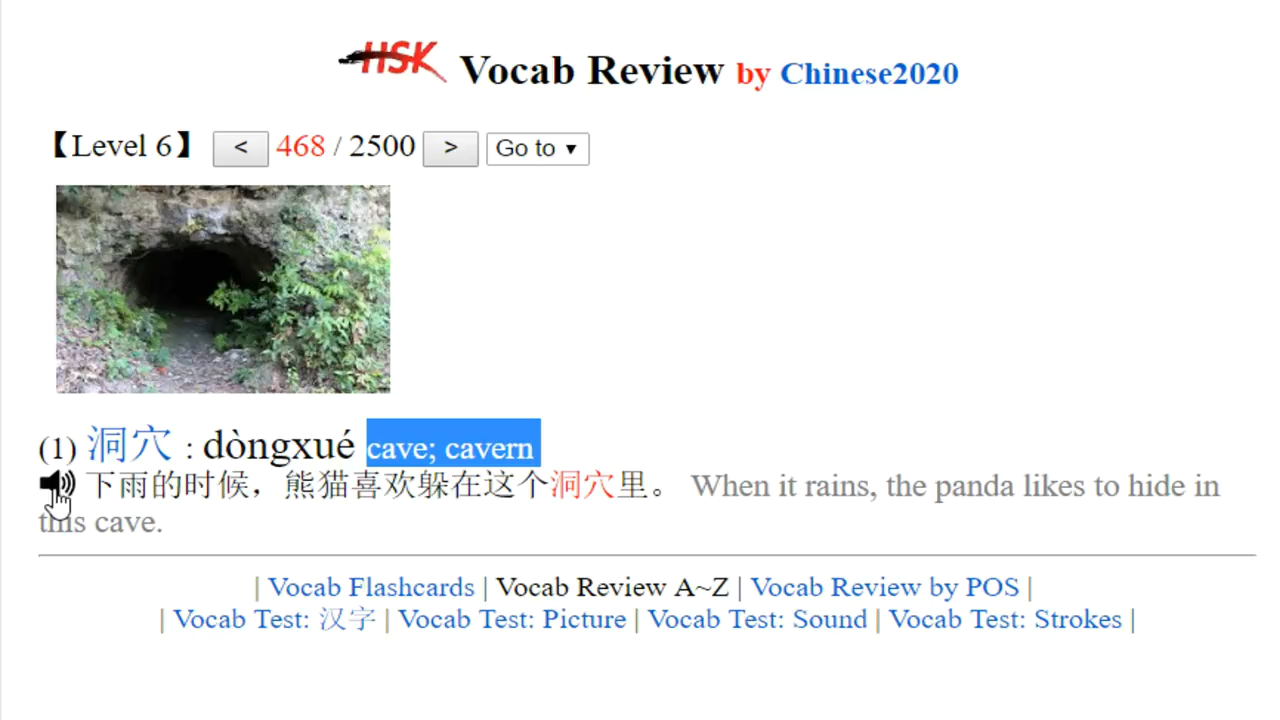 HSK Vocab Review by Chinese2020
【Level 6】 < 468 / 2500 > Go to ▼
(1) 洞穴 : dòngxué cave; cavern
下雨的时候，熊猫喜欢躲在这个洞穴里。 When it rains, the panda likes to hide in
this cave.
| Vocab Flashcards | Vocab Review A~Z | Vocab Review by POS |
| Vocab Test: 汉字 | Vocab Test: Picture | Vocab Test: Sound | Vocab Test: Strokes |